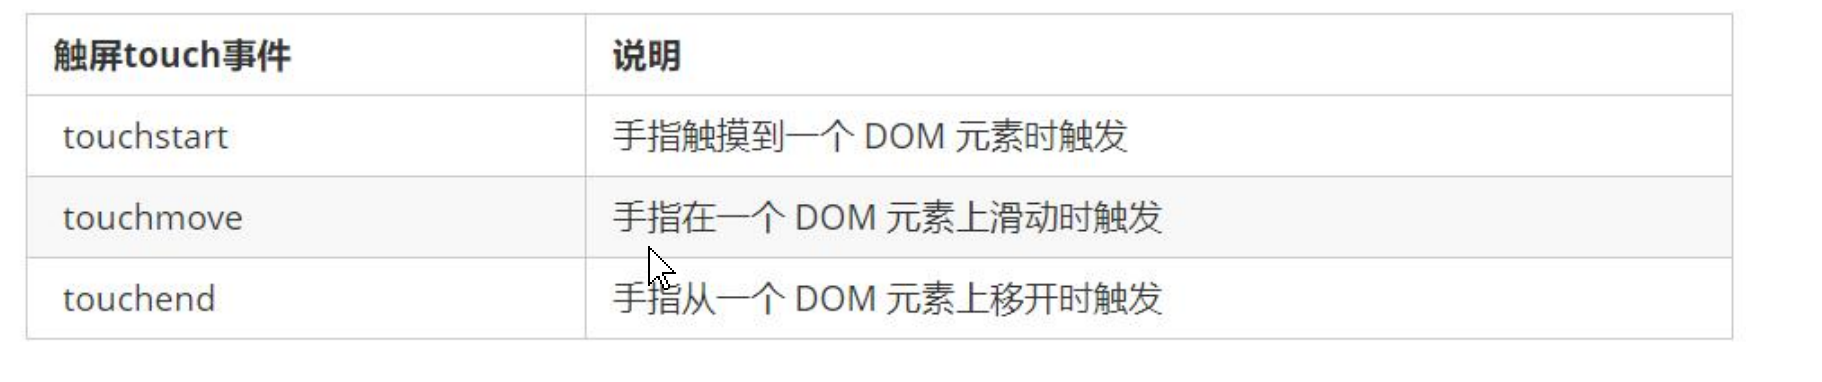 触屏touch事件 说明
touchstart 手指触摸到一个 DOM 元素时触发
touchmove 手指在一个 DOM 元素上滑动时触发
touchend 手指从一个 DOM 元素上移开时触发